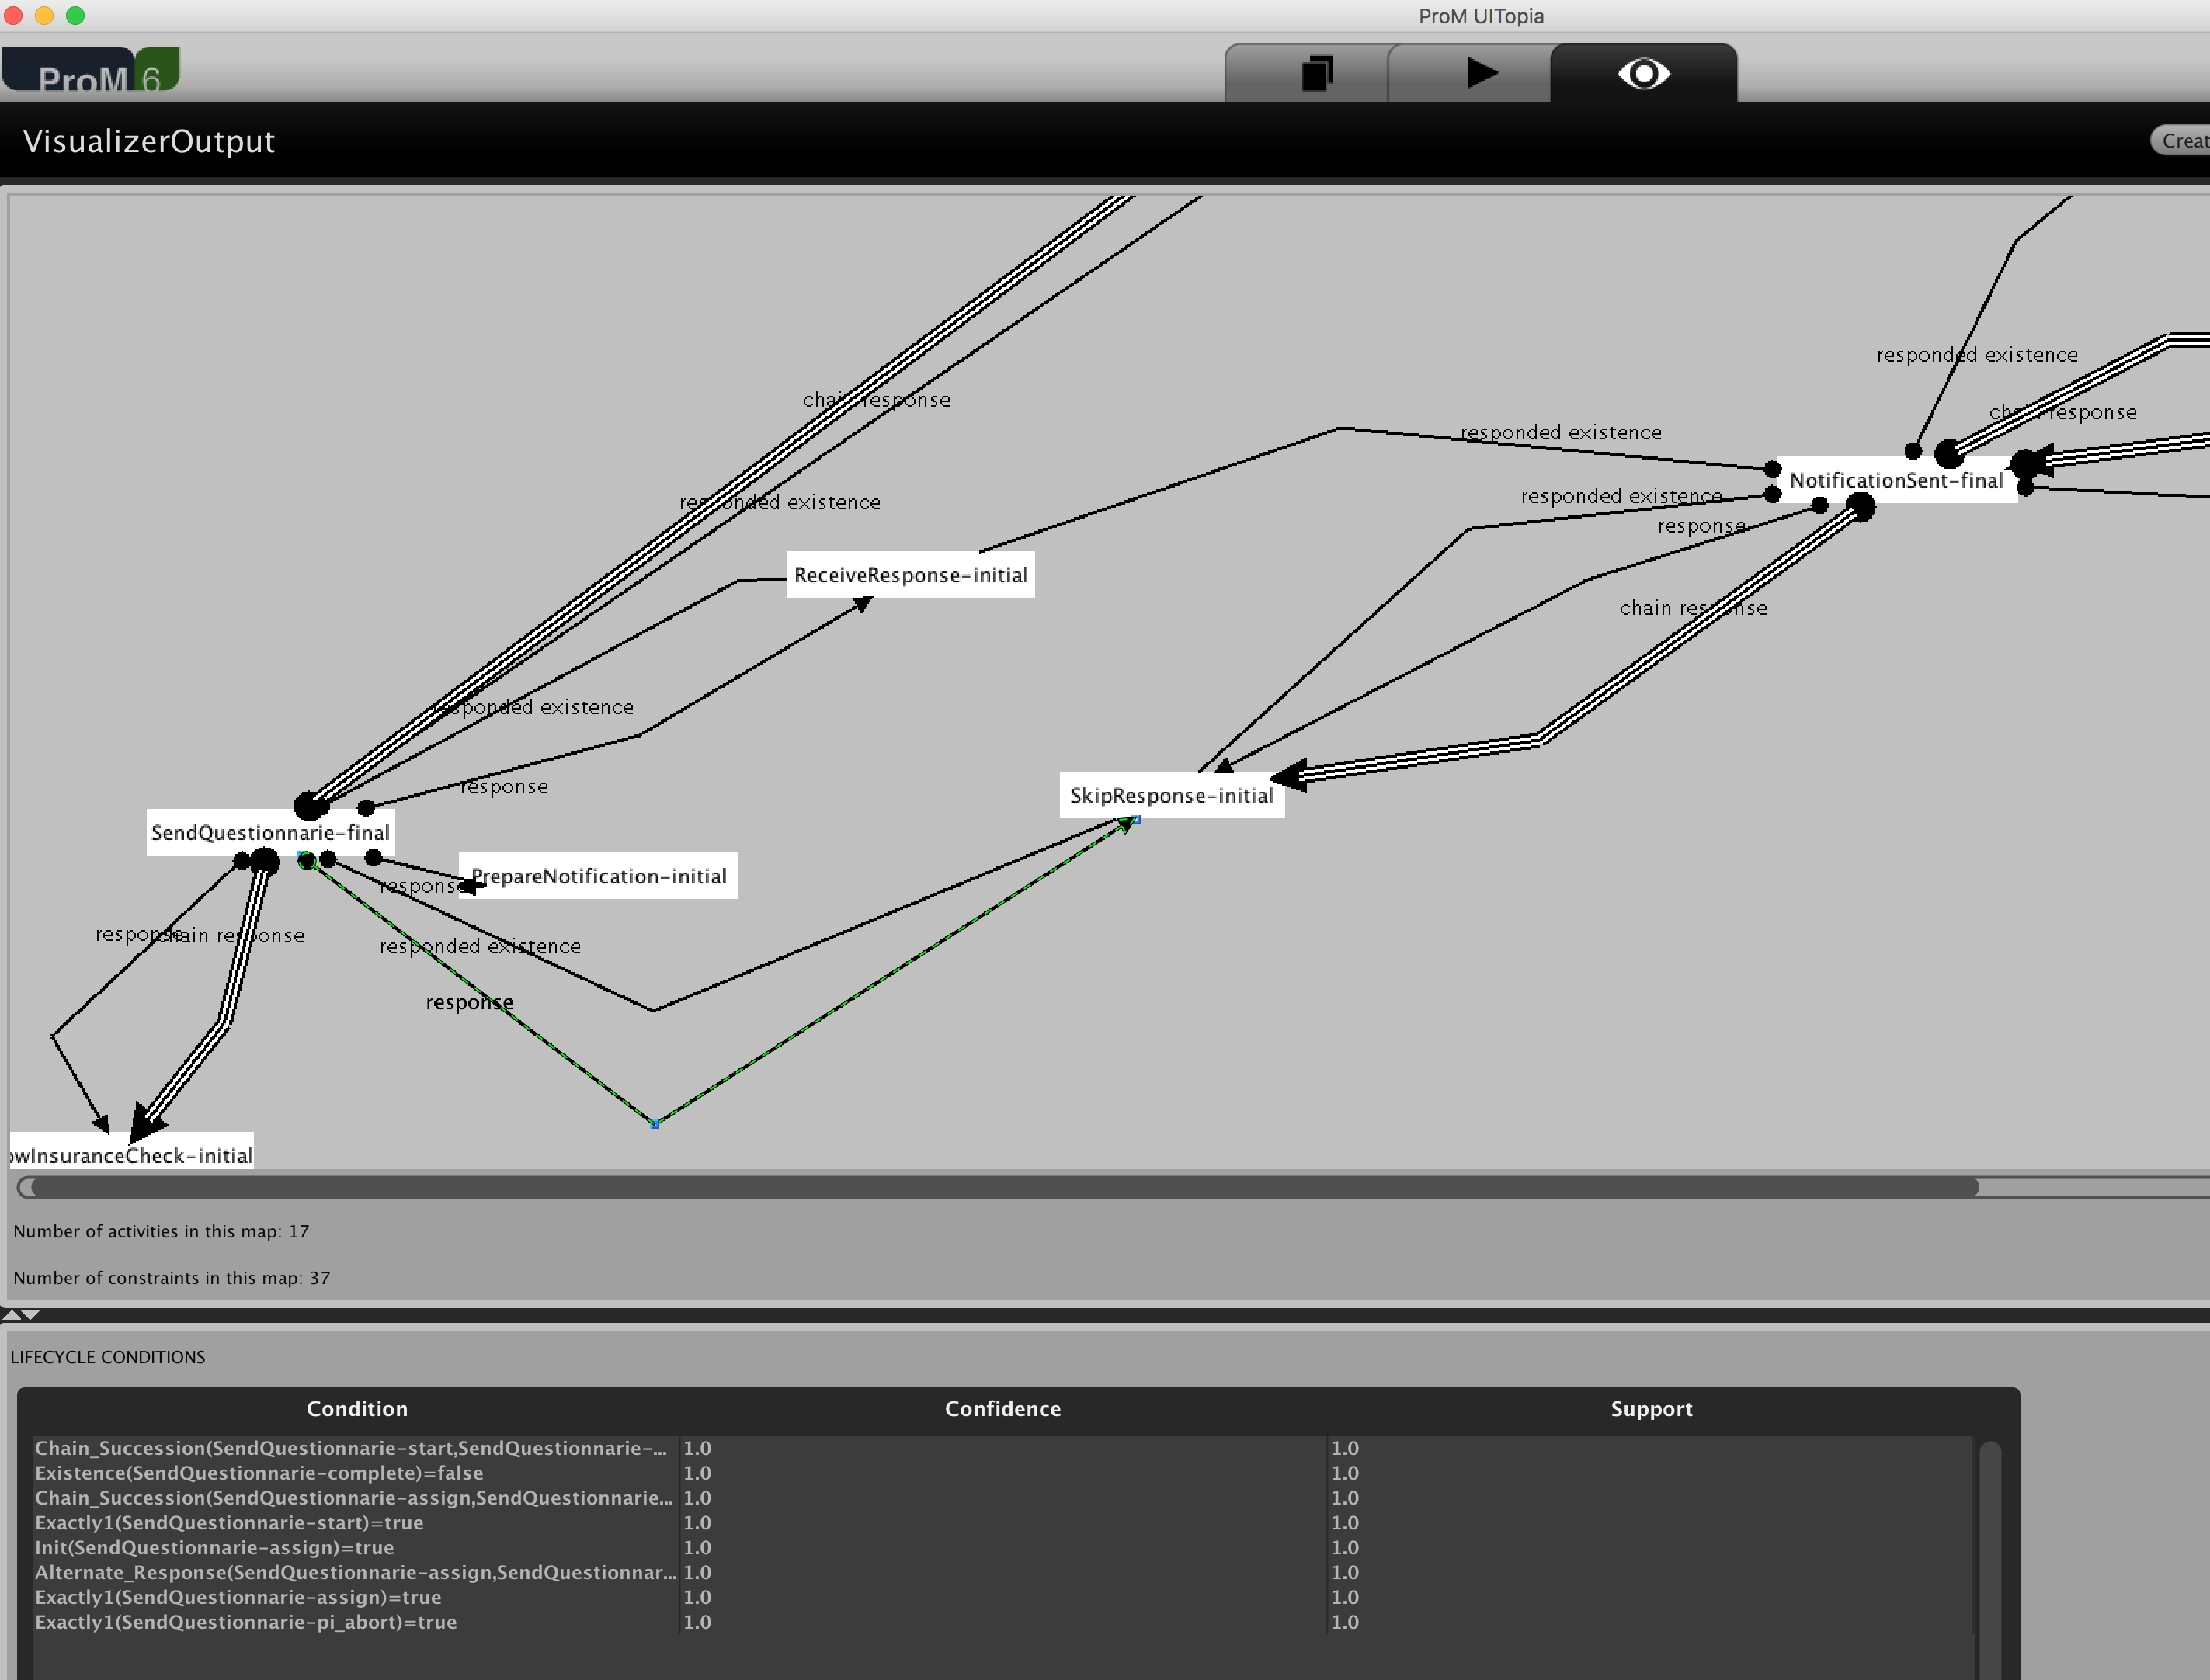 ProM UITopia
ProM 6
VisualizerOutput
Creat
responded existence
chain response
chain response
responded existence
responded existence
NotificationSent-final
responded existence
responded existence
response
ReceiveResponse-initial
chain response
responded existence
response
SkipResponse-initial
SendQuestionnarie-final
PrepareNotification-initial
response
response
chain response
responded existence
response
owInsuranceCheck-initial
Number of activities in this map: 17
Number of constraints in this map: 37
LIFECYCLE CONDITIONS
Condition Confidence Support
Chain_Succession(SendQuestionnarie-start,SendQuestionnarie-... 1.0 1.0
Existence(SendQuestionnarie-complete)=false 1.0 1.0
Chain_Succession(SendQuestionnarie-assign,SendQuestionnarie... 1.0 1.0
Exactly1(SendQuestionnarie-start)=true 1.0 1.0
Init(SendQuestionnarie-assign)=true 1.0 1.0
Alternate_Response(SendQuestionnarie-assign,SendQuestionnar... 1.0 1.0
Exactly1(SendQuestionnarie-assign)=true 1.0 1.0
Exactly1(SendQuestionnarie-pi_abort)=true 1.0 1.0